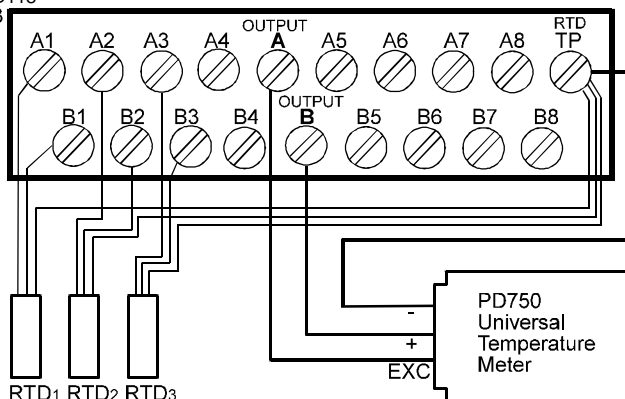 OUTPUT
RTD
A1 A2 A3 A4 A A5 A6 A7 A8 TP
OUTPUT
B1 B2 B3 B4 B B5 B6 B7 B8
-
+
EXC
PD750
Universal
Temperature
Meter
RTD1 RTD2 RTD3